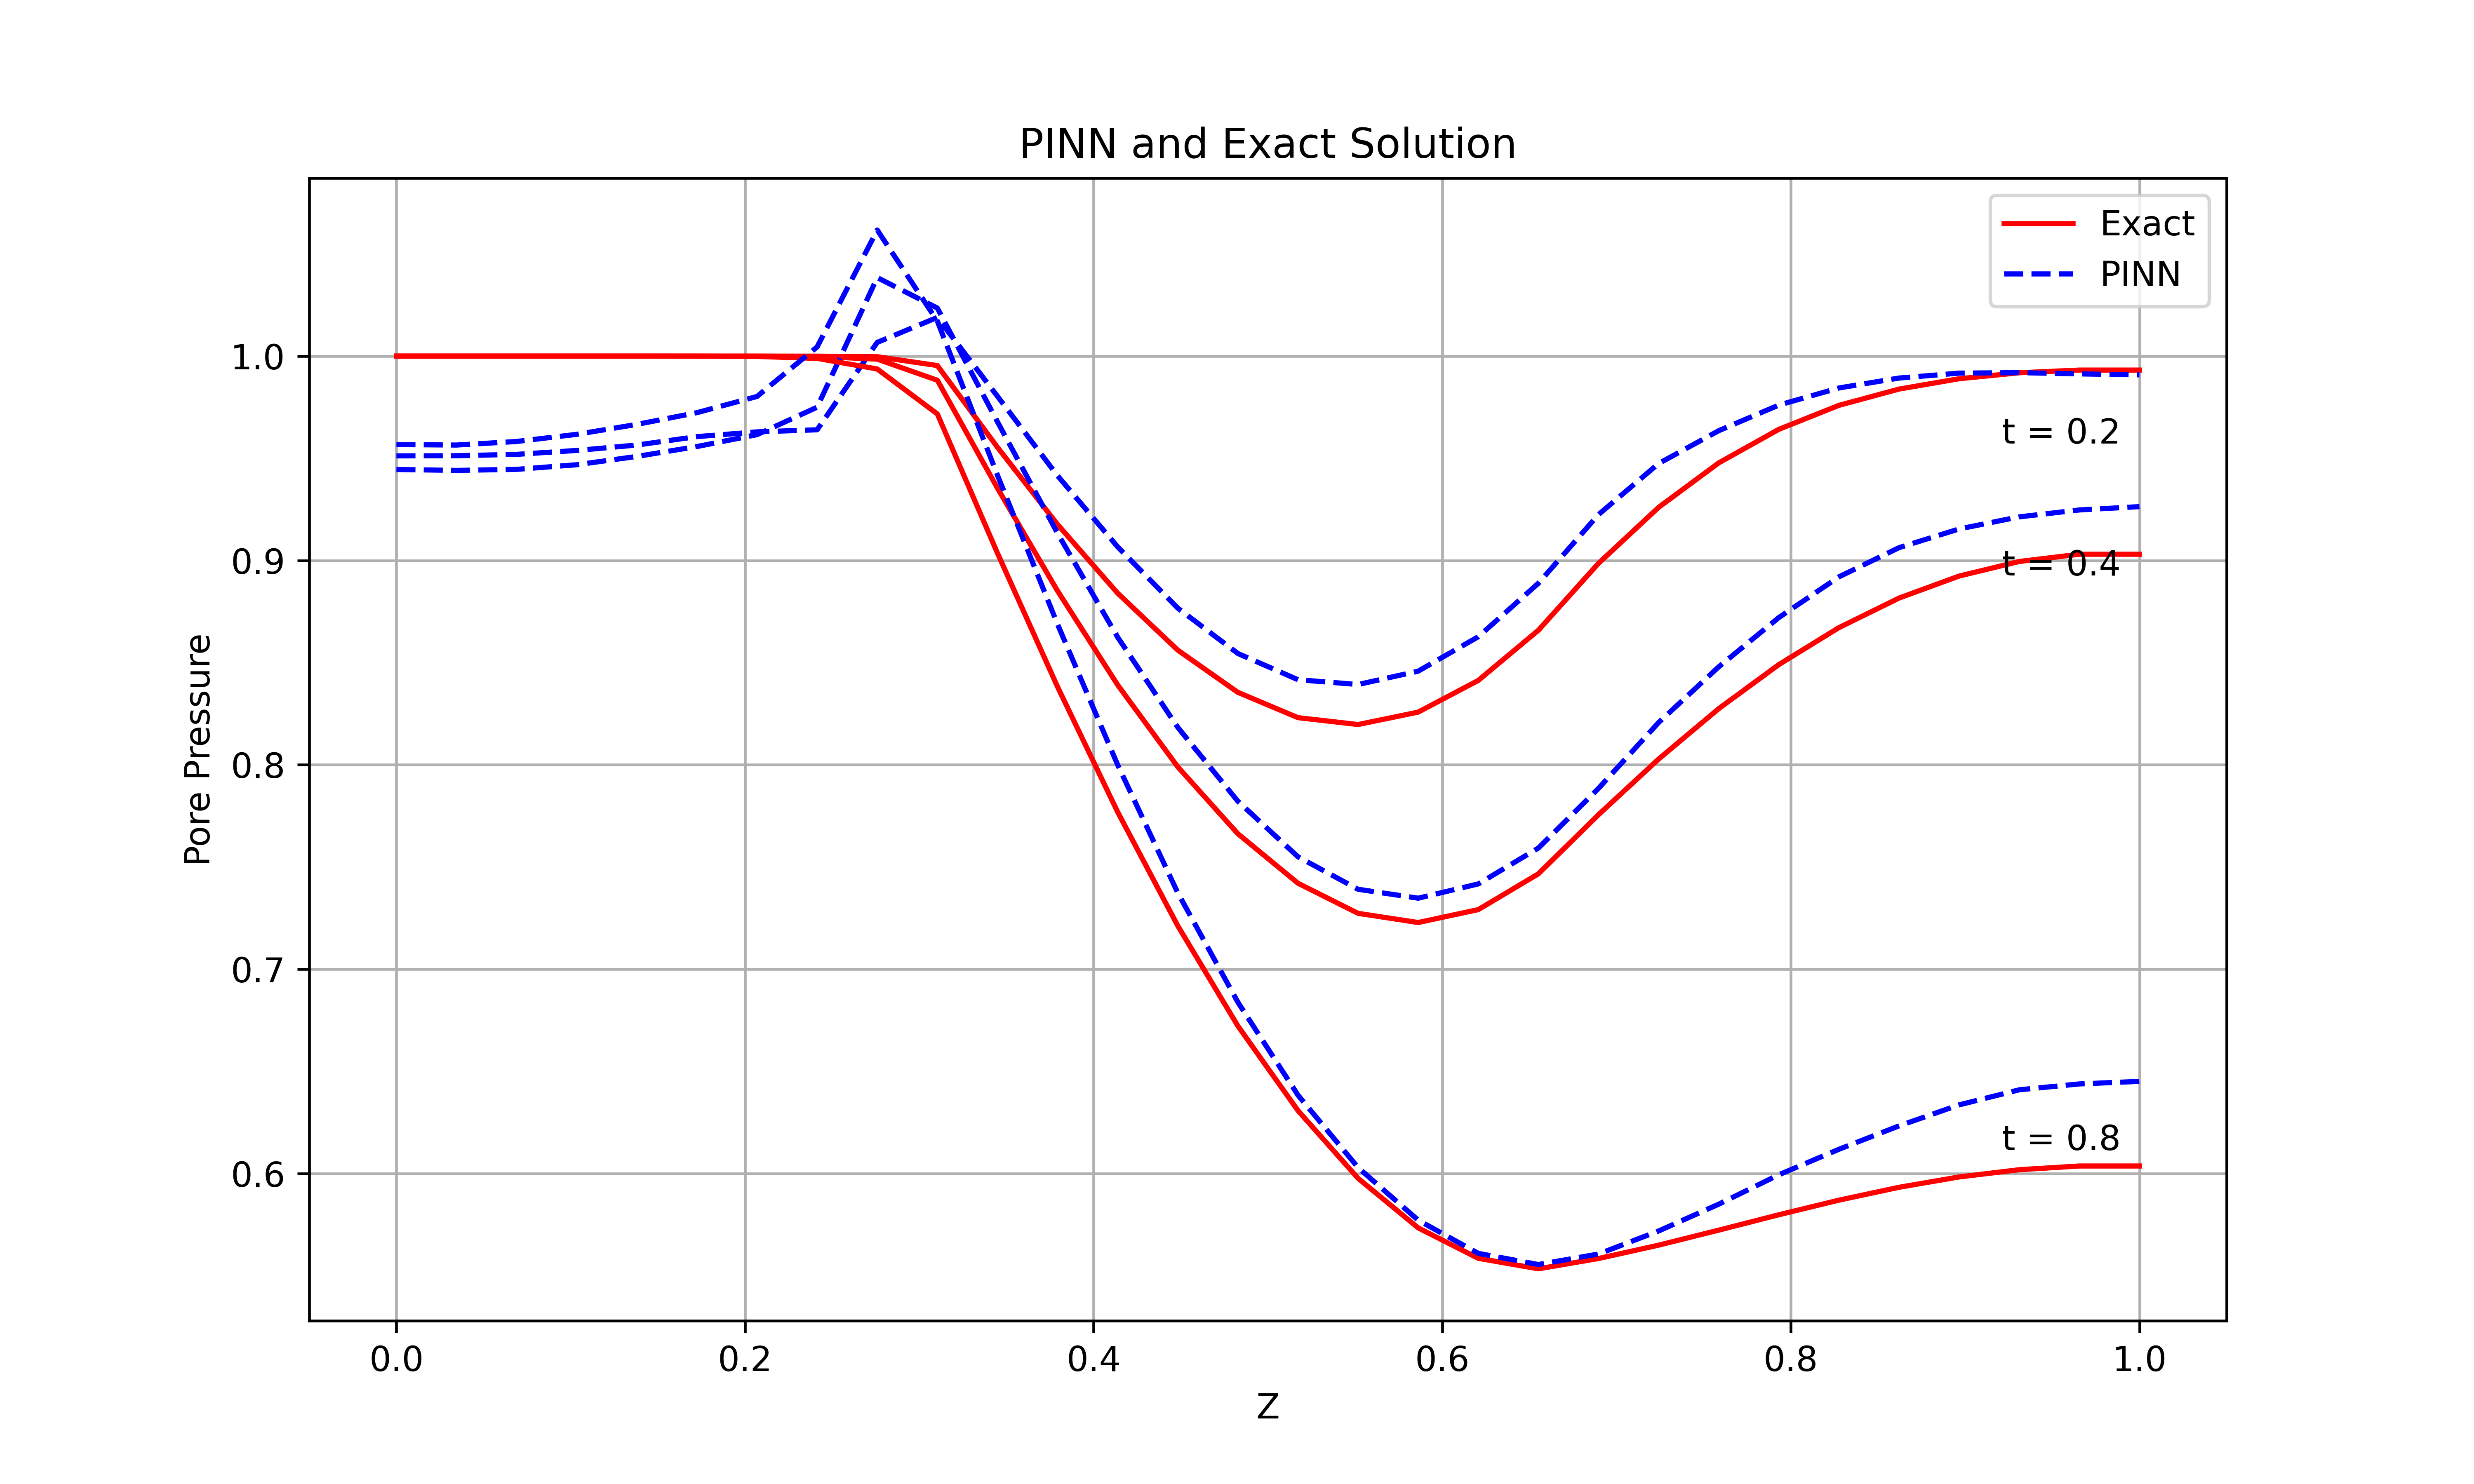 PINN and Exact Solution
Exact
PINN
1.0
0.9
0.8
0.7
0.6
Pore Pressure
t = 0.2
t = 0.4
t = 0.8
0.0 0.2 0.4 0.6 0.8 1.0
Z